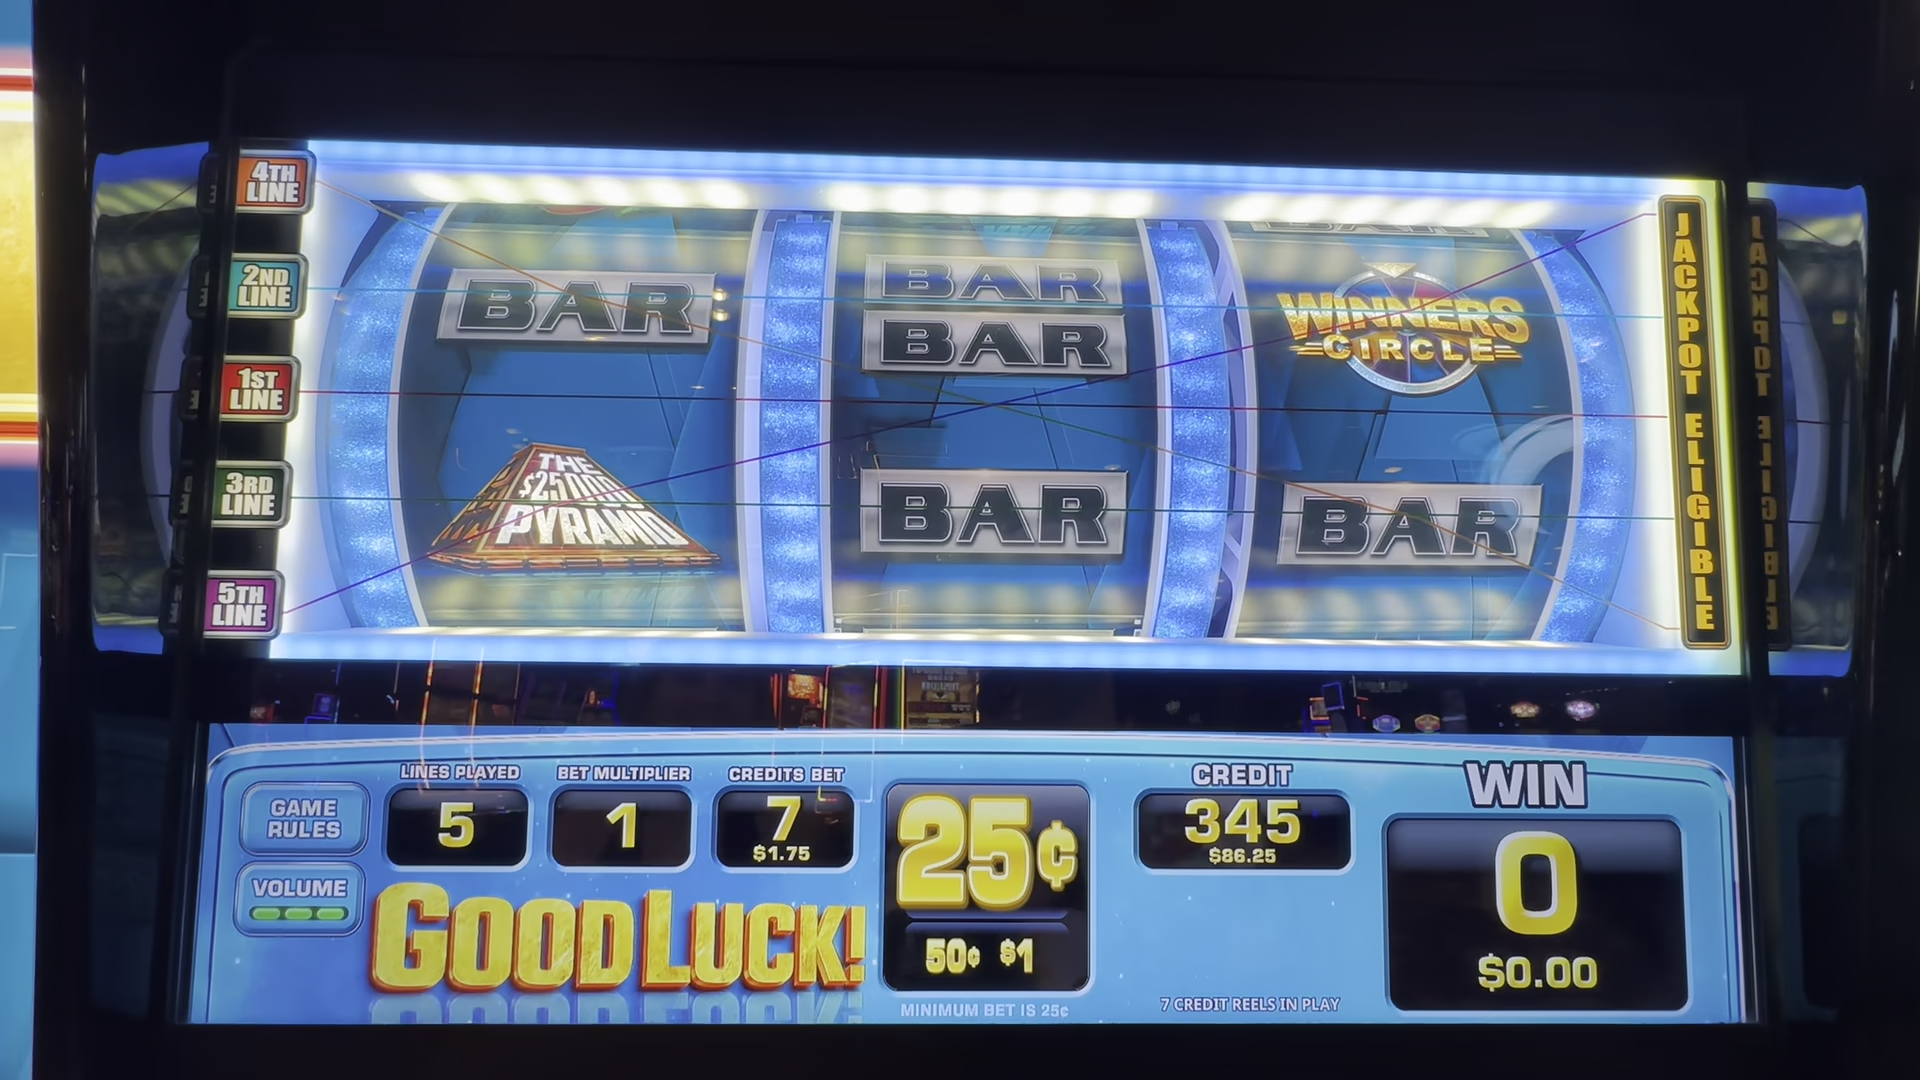 4TH
LINE
2ND
LINE
1ST
LINE
3RD
LINE
5TH
LINE
BAR
THE
$25,000
PYRAMID
BAR
BAR
BAR
BAR
WINNERS
CIRCLE
BAR
JACKPOT ELIGIBLE
GAME
RULES
VOLUME
LINES PLAYED
5
BET MULTIPLIER
1
CREDITS BET
7
$1.75
GOOD LUCK!
25¢
50¢ $1
MINIMUM BET IS 25¢
CREDIT
345
$86.25
7 CREDIT REELS IN PLAY
WIN
0
$0.00